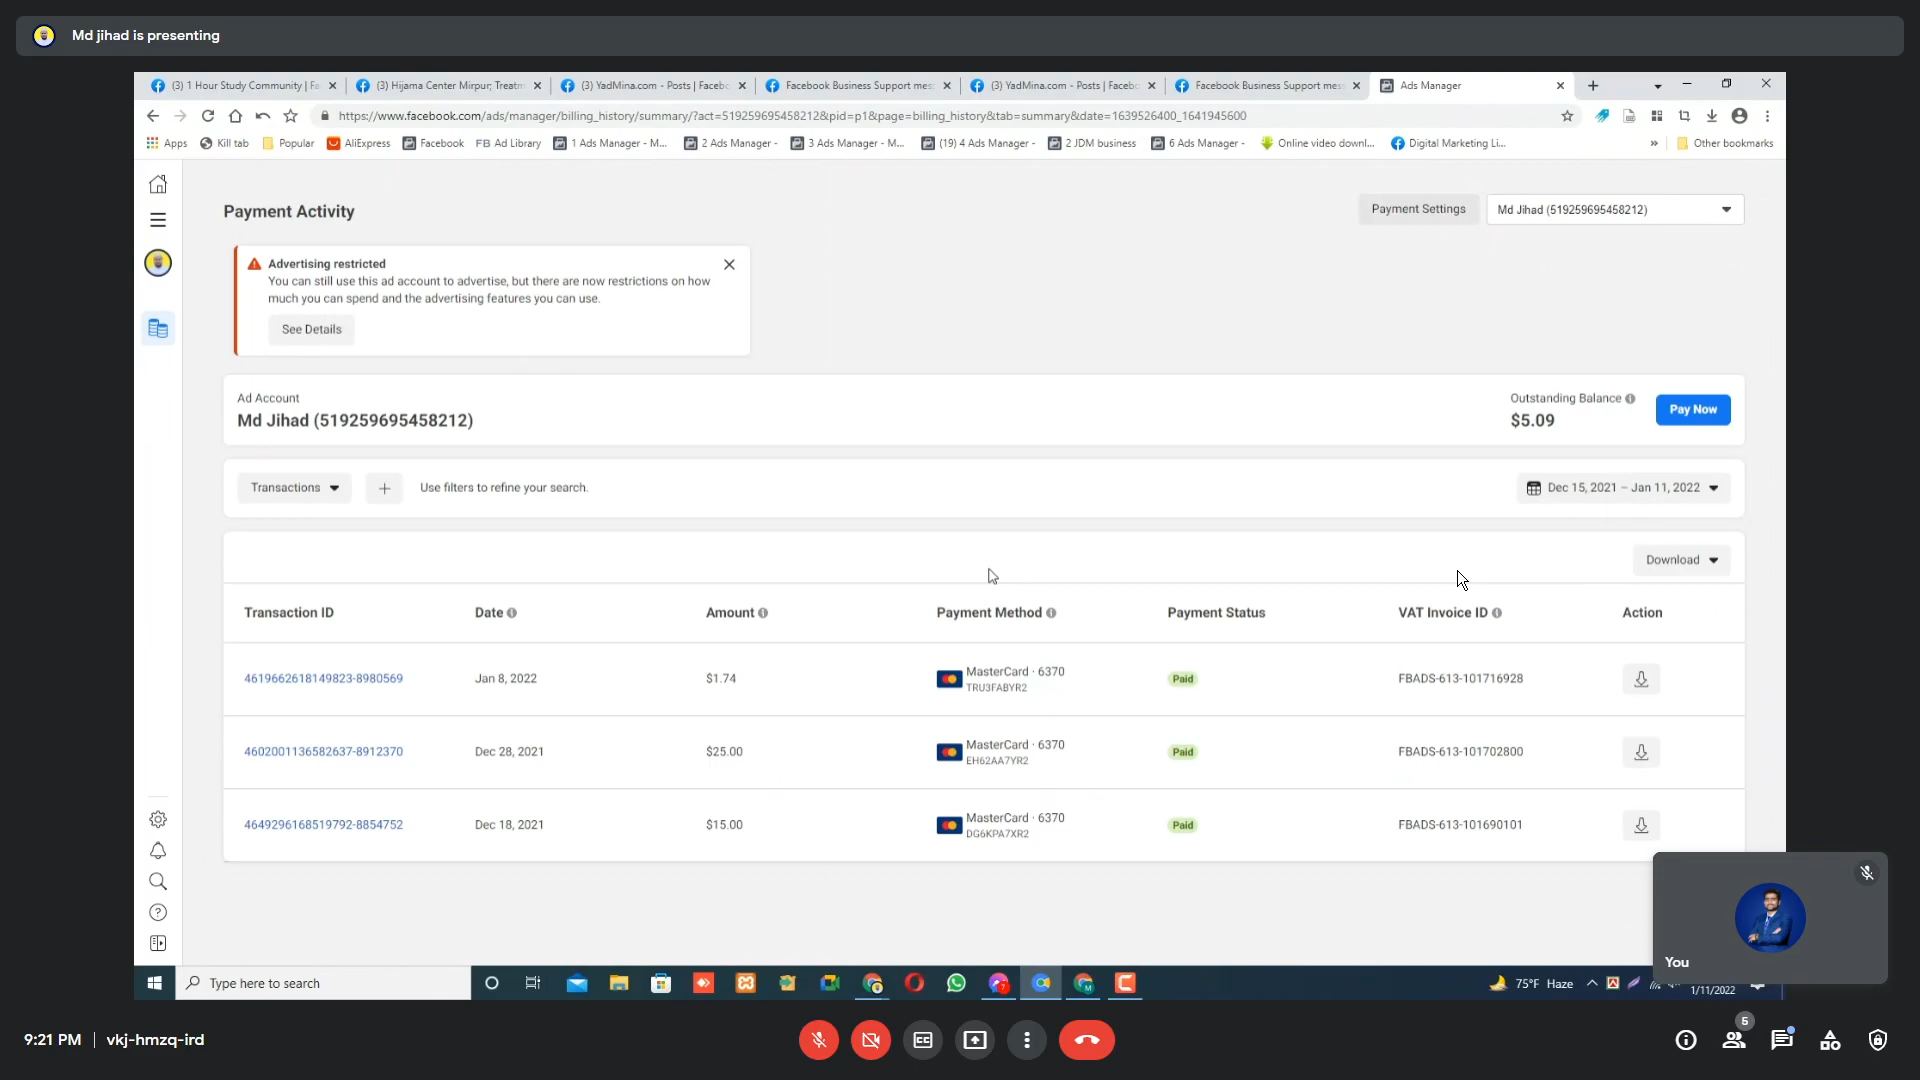 Md jihad is presenting
(3) 1 Hour Study Community | Fa
(3) Hijama Center Mirpur; Treatm
(3) YadMina.com - Posts | Facebo
Facebook Business Support mes
(3) YadMina.com - Posts | Facebo
Facebook Business Support mes
Ads Manager
https://www.facebook.com/ads/manager/billing_history/summary/?act=519259695458212&pid=p1&page=billing_history&tab=summary&date=1639526400_1641945600
Apps
Kill tab
Popular
AliExpress
Facebook
FB Ad Library
1 Ads Manager - M...
2 Ads Manager -
3 Ads Manager - M...
(19) 4 Ads Manager -
2 JDM business
6 Ads Manager -
Online video downl...
Digital Marketing Li...
Other bookmarks
Payment Activity
Payment Settings
Md Jihad (519259695458212)
Advertising restricted
You can still use this ad account to advertise, but there are now restrictions on how
much you can spend and the advertising features you can use.
See Details
Ad Account
Md Jihad (519259695458212)
Outstanding Balance
$5.09
Pay Now
Transactions
Use filters to refine your search.
Dec 15, 2021 – Jan 11, 2022
Download
Transaction ID Date Amount Payment Method Payment Status VAT Invoice ID Action
4619662618149823-8980569 Jan 8, 2022 $1.74 MasterCard · 6370 Paid FBADS-613-101716928
TRU3FABYR2
4602001136582637-8912370 Dec 28, 2021 $25.00 MasterCard · 6370 Paid FBADS-613-101702800
EH62AA7YR2
4649296168519792-8854752 Dec 18, 2021 $15.00 MasterCard · 6370 Paid FBADS-613-101690101
DG6KPA7XR2
You
Type here to search
75°F Haze
1/11/2022
9:21 PM | vkj-hmzq-ird
5